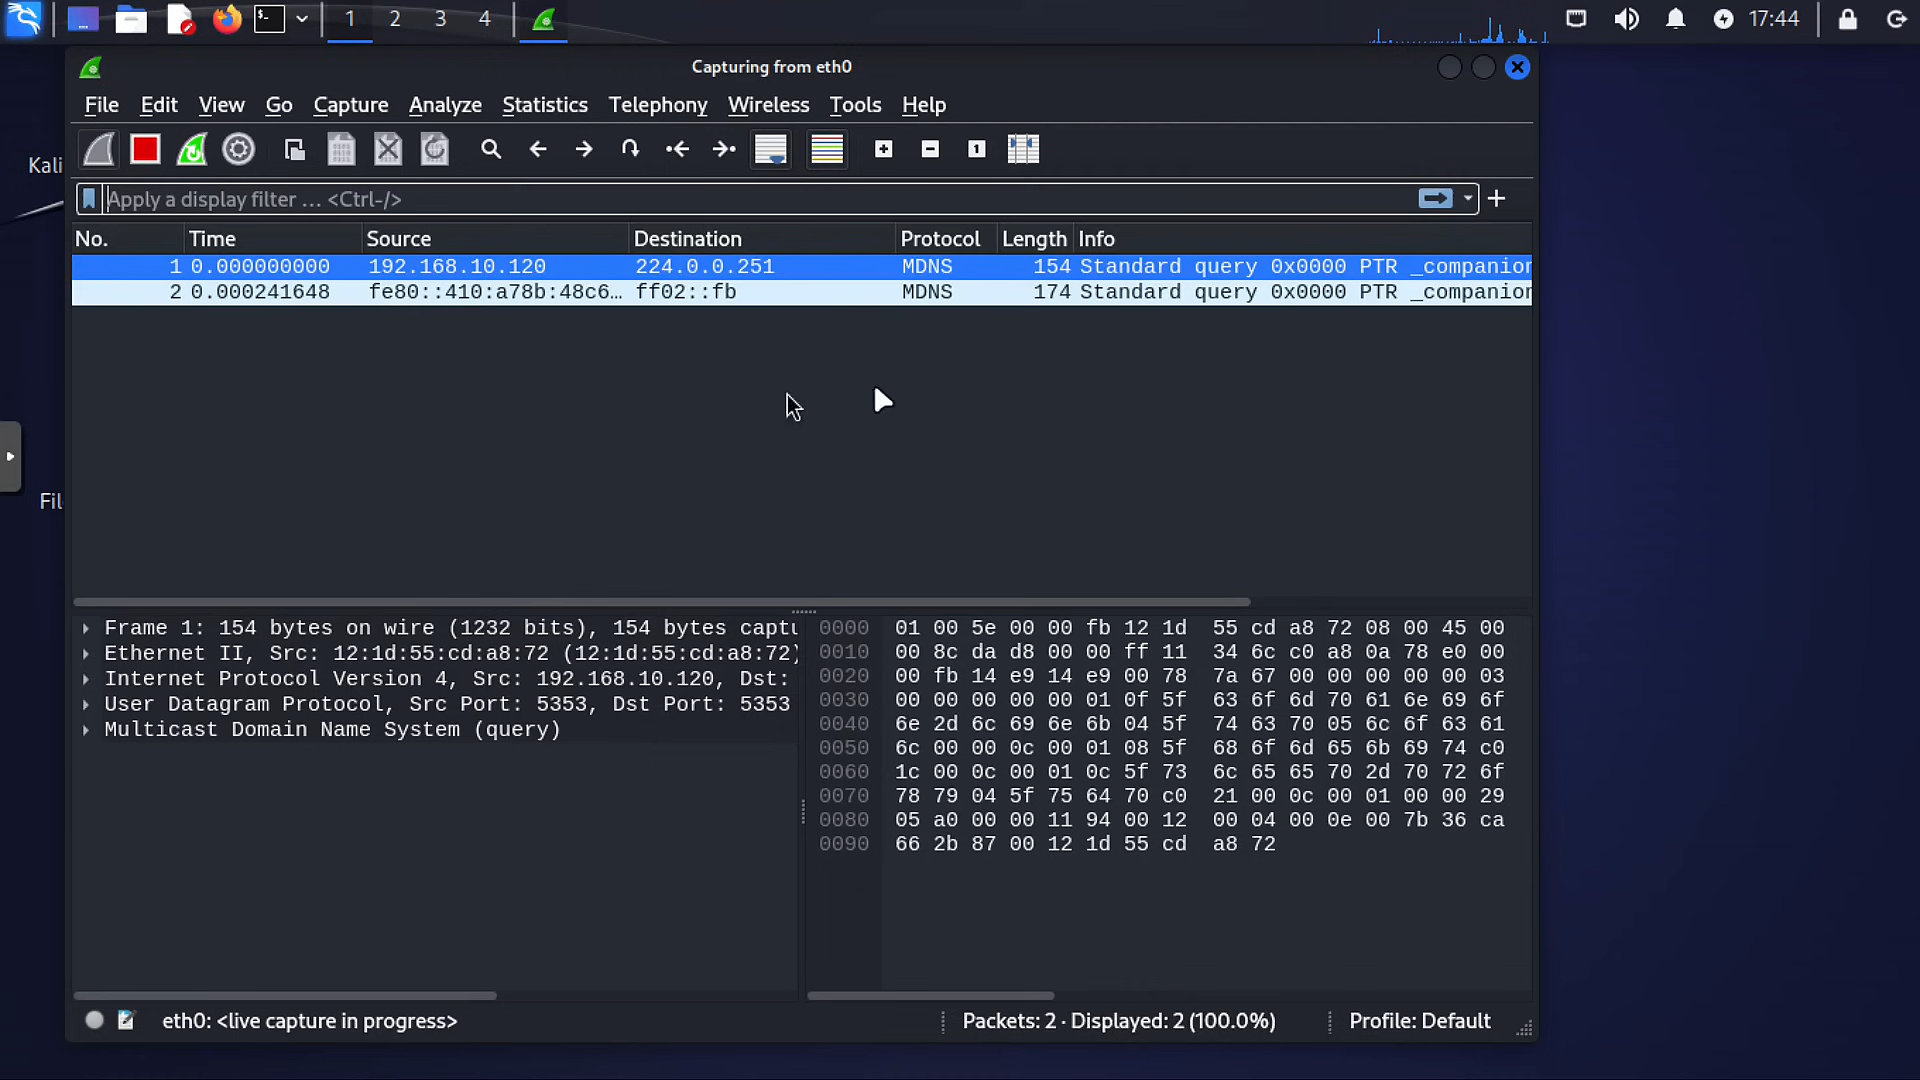 1 2 3 4 17:44
Capturing from eth0
File Edit View Go Capture Analyze Statistics Telephony Wireless Tools Help
Kali
Apply a display filter … <Ctrl-/>
No. Time Source Destination Protocol Length Info
1 0.000000000 192.168.10.120 224.0.0.251 MDNS 154 Standard query 0x0000 PTR _companion
2 0.000241648 fe80::410:a78b:48c6… ff02::fb MDNS 174 Standard query 0x0000 PTR _companion
Fil
Frame 1: 154 bytes on wire (1232 bits), 154 bytes captu
Ethernet II, Src: 12:1d:55:cd:a8:72 (12:1d:55:cd:a8:72)
Internet Protocol Version 4, Src: 192.168.10.120, Dst:
User Datagram Protocol, Src Port: 5353, Dst Port: 5353
Multicast Domain Name System (query)
0000 01 00 5e 00 00 fb 12 1d 55 cd a8 72 08 00 45 00
0010 00 8c da d8 00 00 ff 11 34 6c c0 a8 0a 78 e0 00
0020 00 fb 14 e9 14 e9 00 78 7a 67 00 00 00 00 00 03
0030 00 00 00 00 00 01 0f 5f 63 6f 6d 70 61 6e 69 6f
0040 6e 2d 6c 69 6e 6b 04 5f 74 63 70 05 6c 6f 63 61
0050 6c 00 00 0c 00 01 08 5f 68 6f 6d 65 6b 69 74 c0
0060 1c 00 0c 00 01 0c 5f 73 6c 65 65 70 2d 70 72 6f
0070 78 79 04 5f 75 64 70 c0 21 00 0c 00 01 00 00 29
0080 05 a0 00 00 11 94 00 12 00 04 00 0e 00 7b 36 ca
0090 66 2b 87 00 12 1d 55 cd a8 72
eth0: <live capture in progress> Packets: 2 · Displayed: 2 (100.0%) Profile: Default